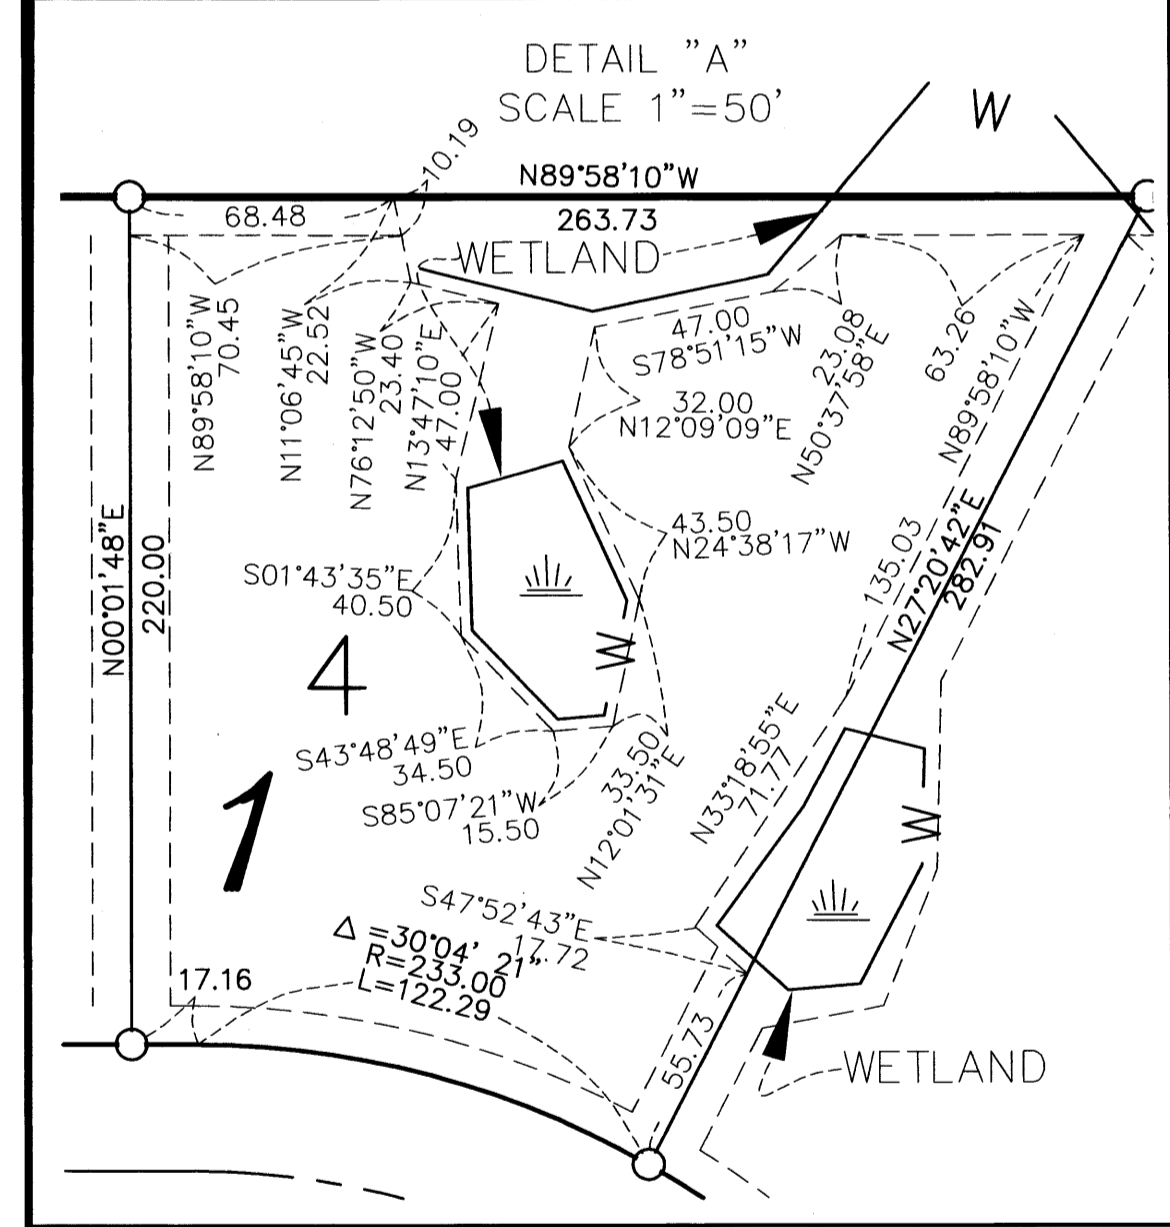 DETAIL "A"
SCALE 1"=50'
W
10.19
N89°58'10"W
68.48
263.73
WETLAND
N89°58'10"W
70.45
N11°06'45"W
22.52
N76°12'50"W
23.40
N13°47'10"E
47.00
47.00
S78°51'15"W
23.08
N50°37'58"E
63.26
N89°58'10"W
32.00
N12°09'09"E
43.50
N24°38'17"W
N00°01'48"E
220.00
S01°43'35"E
40.50
135.03
N27°20'42"E
282.91
W
4
S43°48'49"E
34.50
S85°07'21"W
15.50
33.50
N12°01'31"E
N33°18'55"E
71.77
W
1
S47°52'43"E
17.72
Δ =30°04' 21"
R=233.00
L=122.29
17.16
55.73
WETLAND